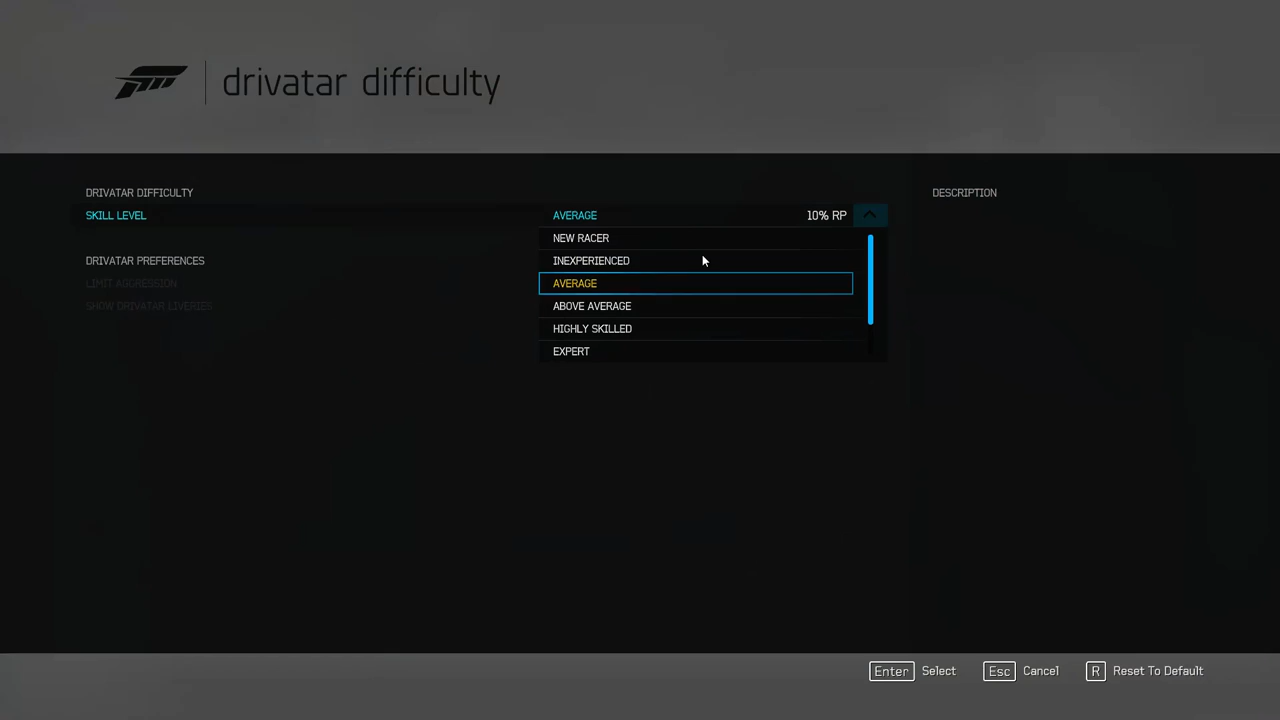 drivatar difficulty
DRIVATAR DIFFICULTY
DESCRIPTION
SKILL LEVEL
AVERAGE
10% RP
NEW RACER
DRIVATAR PREFERENCES
INEXPERIENCED
LIMIT AGGRESSION
AVERAGE
SHOW DRIVATAR LIVERIES
ABOVE AVERAGE
HIGHLY SKILLED
EXPERT
Enter Select
Esc Cancel
R Reset To Default